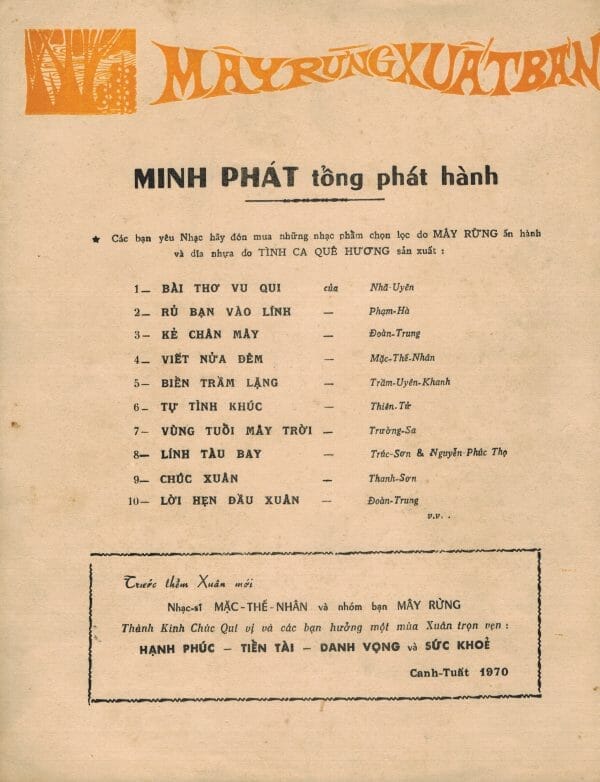 MÂY RỪNG XUẤT BẢN
MINH PHÁT tổng phát hành
★ Các bạn yêu Nhạc hãy đón mua những nhạc phẩm chọn lọc do MÂY RỪNG ấn hành
và dĩa nhựa do TÌNH CA QUÊ HƯƠNG sản xuất :
1— BÀI THƠ VU QUI của Nhã-Uyên
2— RỦ BẠN VÀO LÍNH — Phạm-Hà
3— KẺ CHÂN MÂY — Đoàn-Trung
4— VIẾT NỬA ĐÊM — Mặc-Thế-Nhân
5— BIỂN TRẦM LẶNG — Trầm-Uyên-Khanh
6— TỰ TÌNH KHÚC — Thiên-Tứ
7— VÙNG TUỔI MÂY TRỜI — Trường-Sa
8— LÍNH TÀU BAY — Trúc-Sơn & Nguyễn Phúc Thọ
9— CHÚC XUÂN — Thanh-Sơn
10— LỜI HẸN ĐẦU XUÂN — Đoàn-Trung
v.v. .
Trước thềm Xuân mới
Nhạc-sĩ MẶC-THẾ-NHÂN và nhóm bạn MÂY RỪNG
Thành Kính Chúc Quí vị và các bạn hưởng một mùa Xuân trọn vẹn :
HẠNH PHÚC – TIỀN TÀI – DANH VỌNG và SỨC KHOẺ
Canh-Tuất 1970